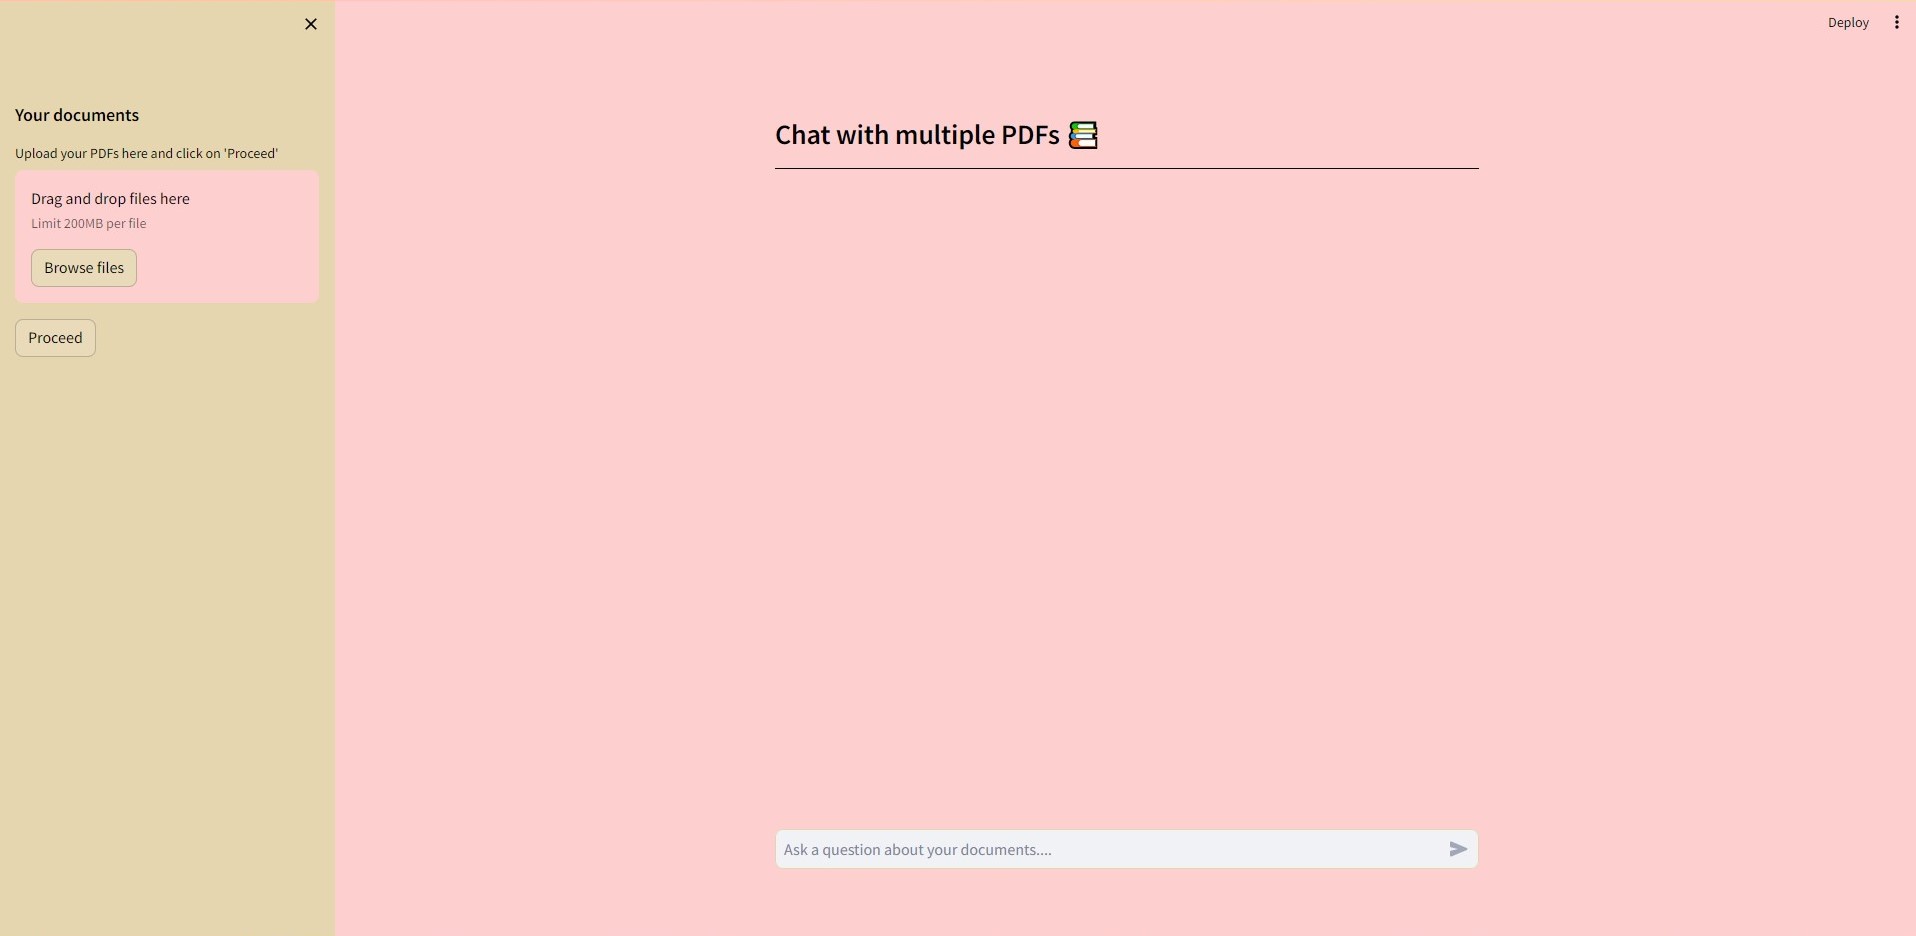 Deploy
Your documents
Upload your PDFs here and click on 'Proceed'
Drag and drop files here
Limit 200MB per file
Browse files
Proceed
Chat with multiple PDFs 📚
Ask a question about your documents....